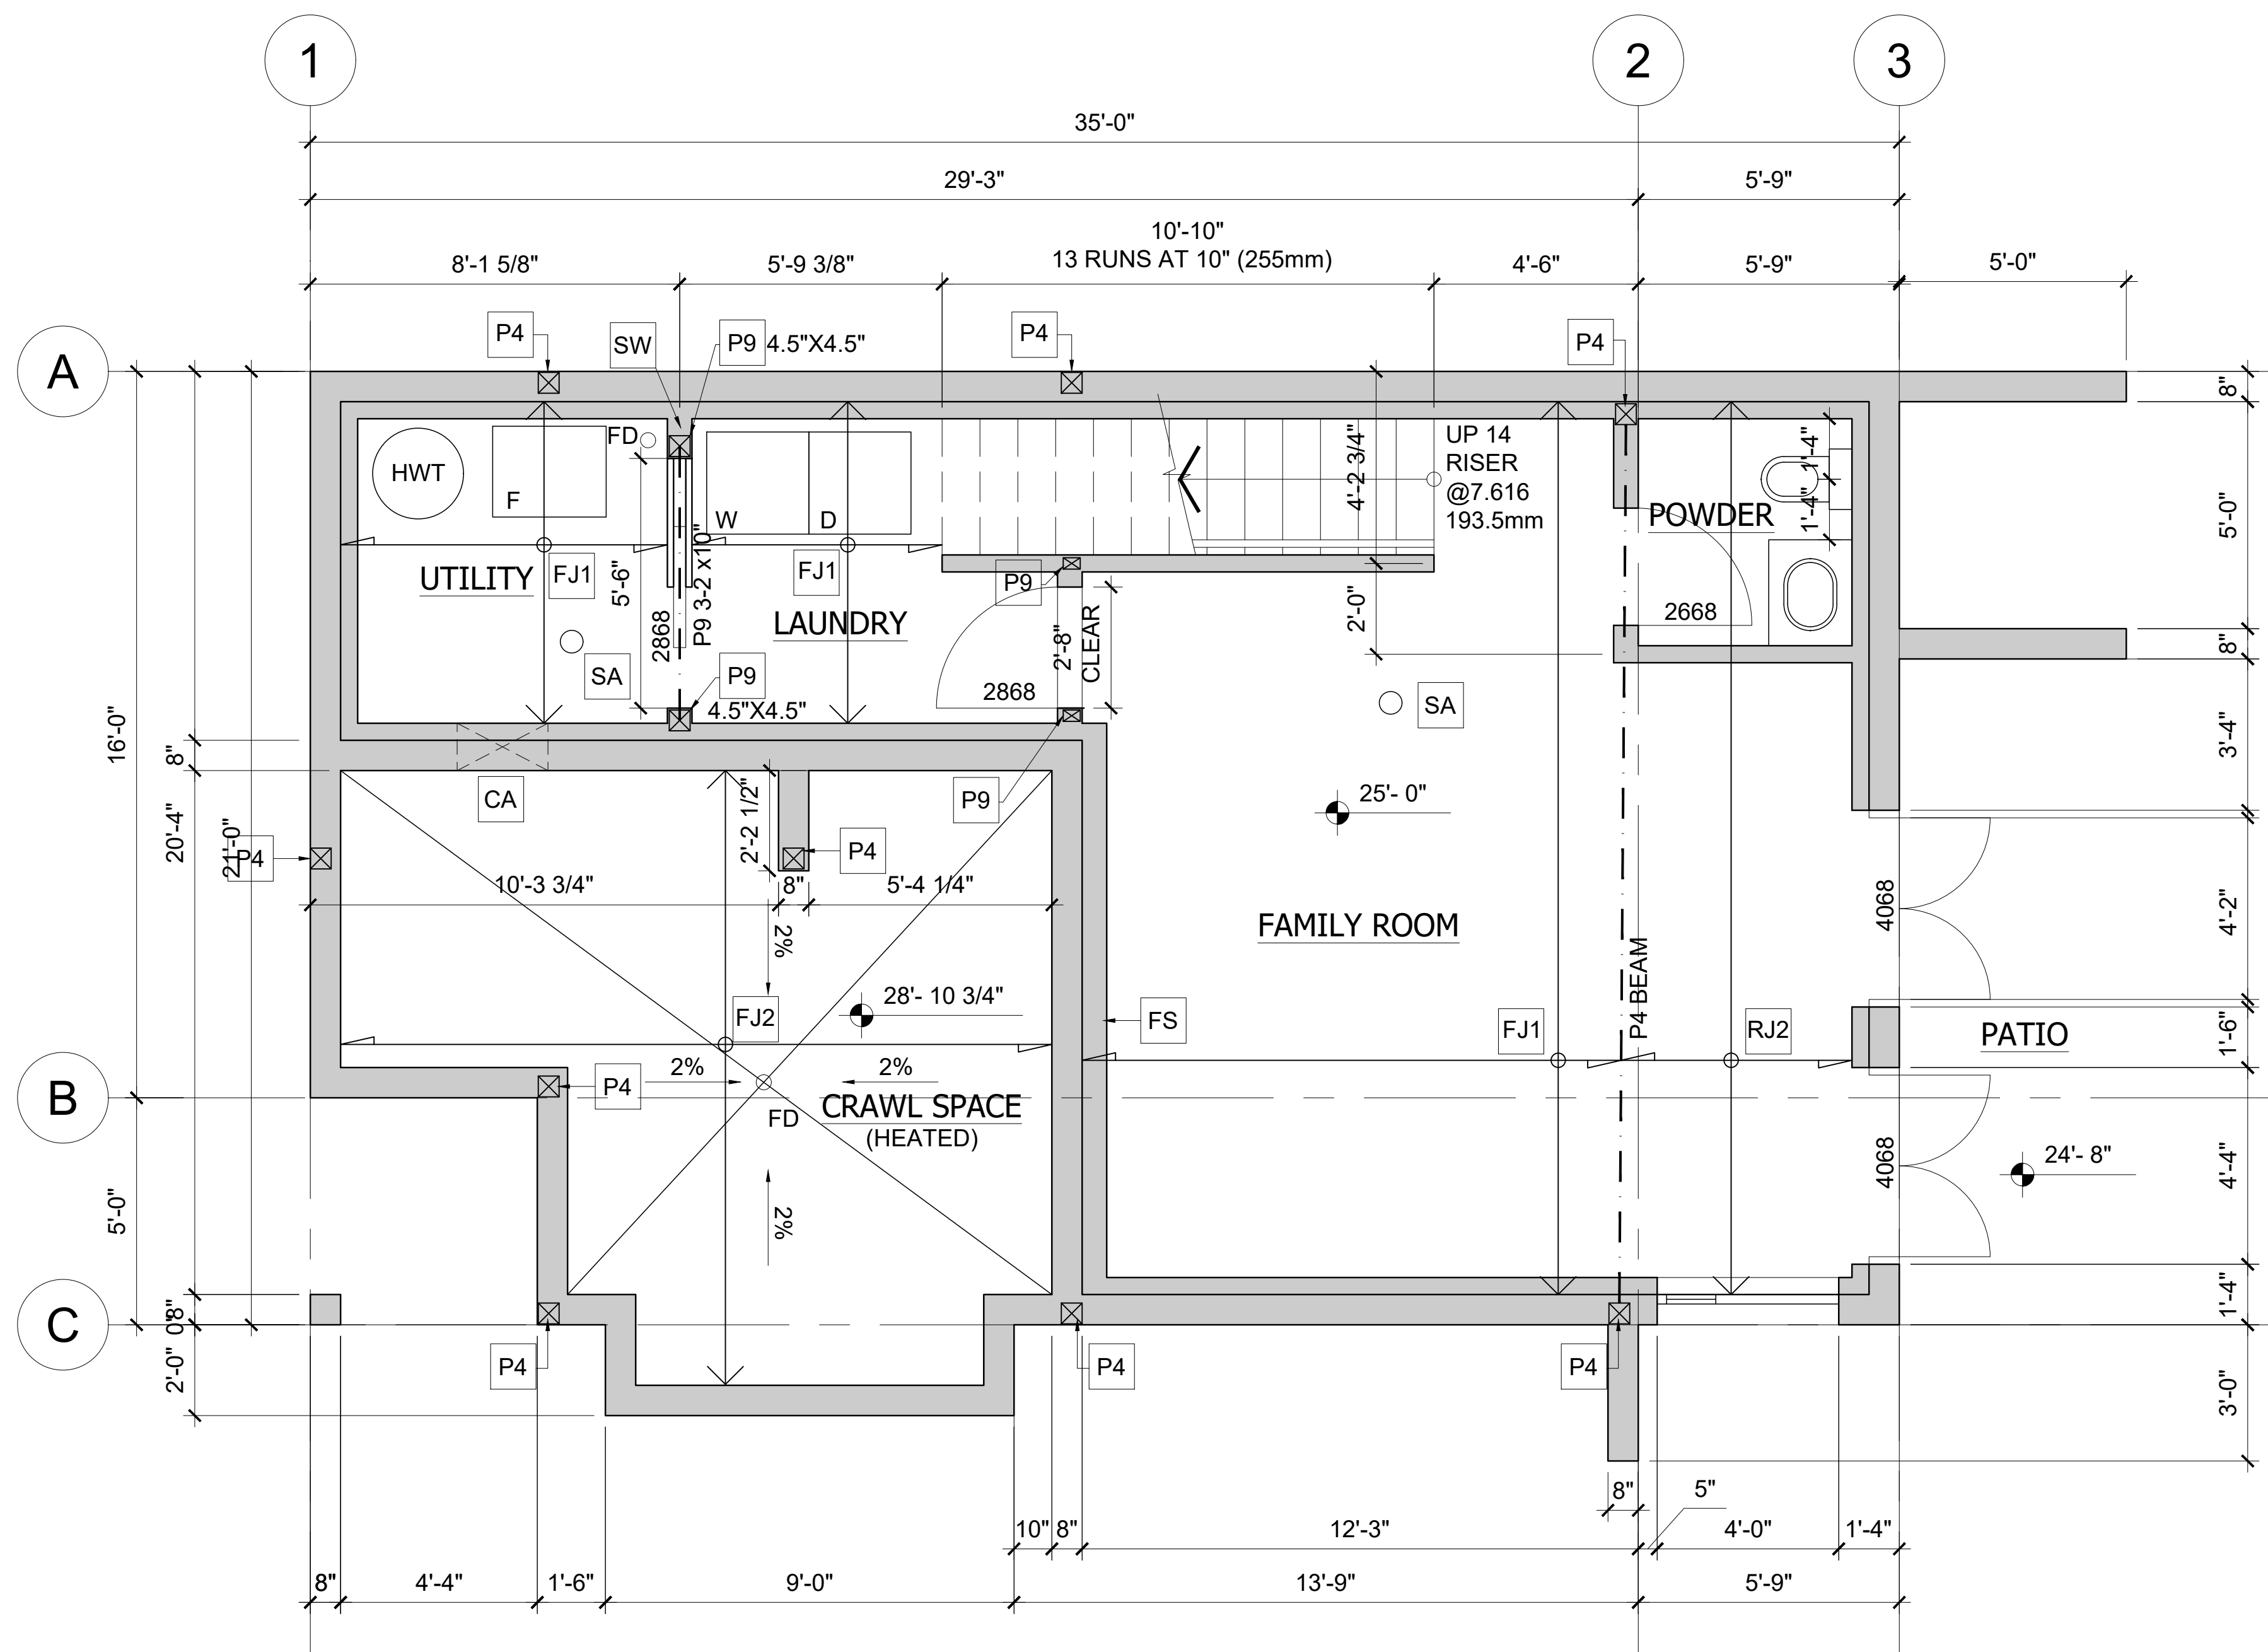 1
2
3
35'-0"
29'-3"
5'-9"
10'-10"
13 RUNS AT 10" (255mm)
8'-1 5/8"
5'-9 3/8"
4'-6"
5'-9"
5'-0"
P4
SW
P9
4.5"X4.5"
P4
P4
A
8"
FD
HWT
F
W
D
4'-2 3/4"
UP 14
RISER
@7.616
193.5mm
1'-4"
1'-4"
POWDER
5'-0"
UTILITY
FJ1
5'-6"
2868
P9 3-2 x10"
FJ1
LAUNDRY
P9
2'-8"
CLEAR
2'-0"
2668
8"
SA
P9
4.5"X4.5"
2868
SA
16'-0"
8"
3'-4"
CA
2'-2 1/2"
P9
25'- 0"
20'-4"
21'-0"
P4
P4
10'-3 3/4"
8"
5'-4 1/4"
4068
4'-2"
2%
FAMILY ROOM
P4 BEAM
28'- 10 3/4"
FJ2
FS
FJ1
RJ2
PATIO
1'-6"
2%
2%
P4
B
CRAWL SPACE
(HEATED)
FD
4068
24'- 8"
4'-4"
5'-0"
2%
0'8"
1'-4"
C
2'-0"
P4
P4
P4
3'-0"
8"
5"
10"
8"
12'-3"
4'-0"
1'-4"
8"
4'-4"
1'-6"
9'-0"
13'-9"
5'-9"